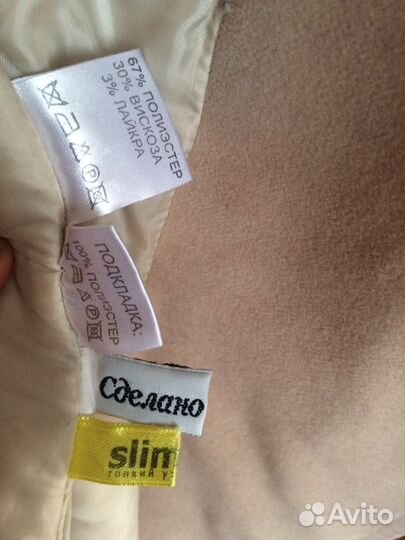 67% ПОЛИЭСТЕР
30% ВИСКОЗА
3% ЛАЙКРА
ПОДКЛАДКА:
100% ПОЛИЭСТЕР
Сделано
slim
тонкий
Avito